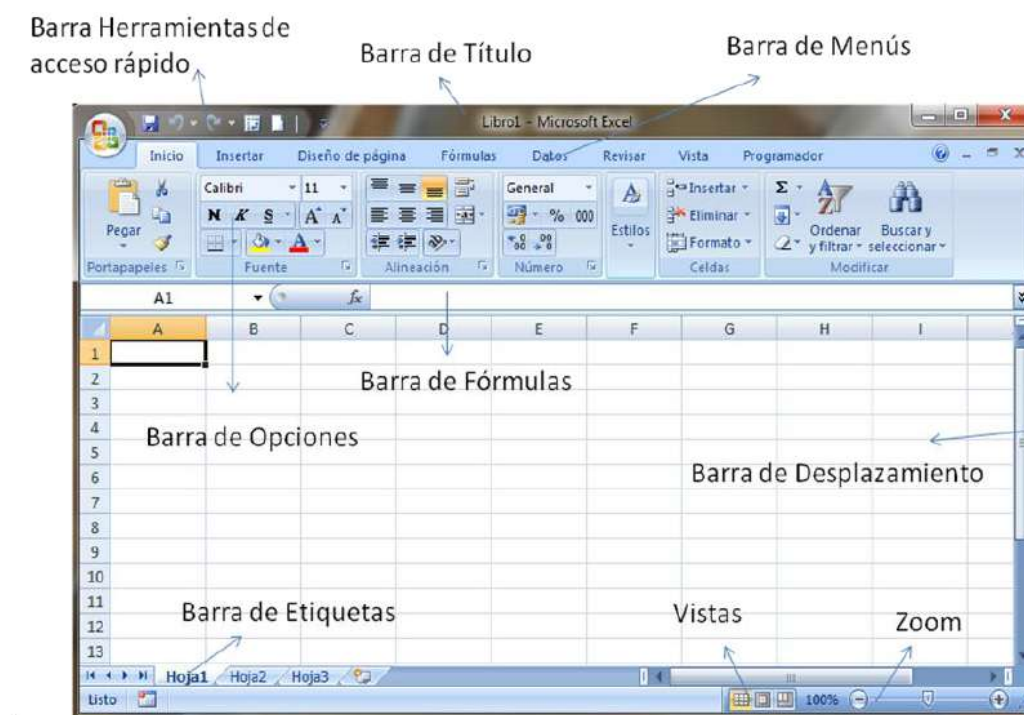 Barra Herramientas de
acceso rápido
Barra de Título
Barra de Menús
Libro1 - Microsoft Excel
Inicio Insertar Diseño de página Fórmulas Datos Revisar Vista Programador
Calibri 11 General Insertar Σ
N K S A A % 000 Eliminar
Pegar Estilos Formato Ordenar y filtrar Buscar y seleccionar
Portapapeles Fuente Alineación Número Celdas Modificar
A1 fx
A B C D E F G H I
1
2
Barra de Fórmulas
3
4
Barra de Opciones
5
Barra de Desplazamiento
6
7
8
9
10
11
Barra de Etiquetas Vistas Zoom
12
13
Hoja1 Hoja2 Hoja3
Listo 100%